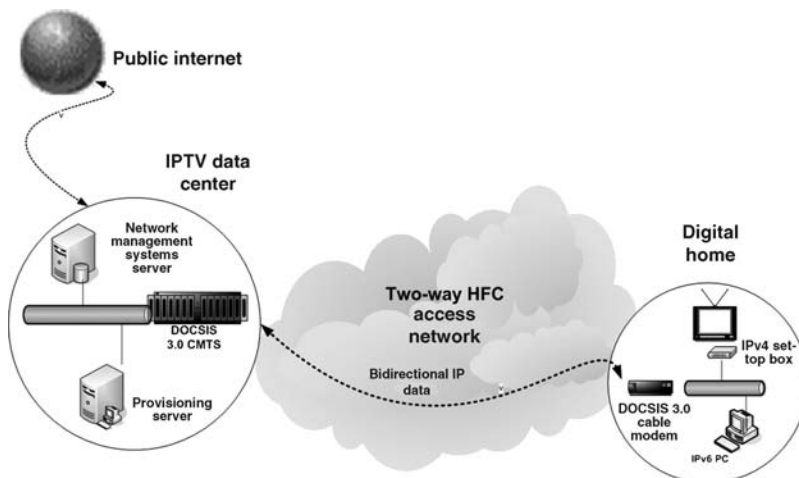 Public internet
IPTV data
center
Network
management
systems
server
DOCSIS
3.0 CMTS
Provisioning
server
Two-way HFC
access
network
Bidirectional IP
data
Digital
home
IPv4 set-
top box
DOCSIS 3.0
cable
modem
IPv6 PC